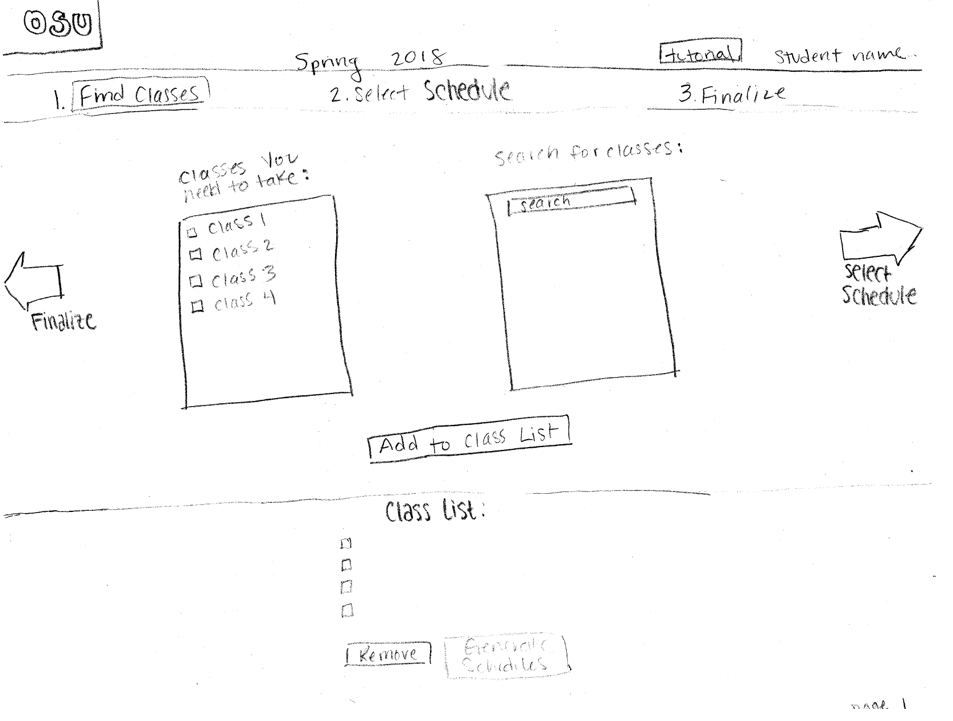 OSU
Spring 2018
tutorial
Student name..
1. Find Classes
2. Select Schedule
3. Finalize
Classes You
need to take:
Class 1
Class 2
Class 3
Class 4
Search for classes:
search
Finalize
Select
Schedule
Add to Class List
Class List:
Remove
Generate
Schedules
page 1